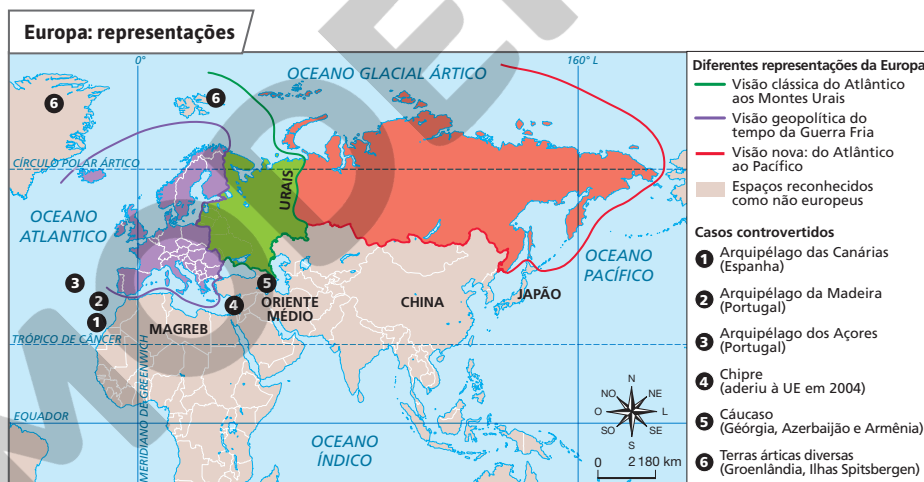 Europa: representações
0°
160° L
OCEANO GLACIAL ÁRTICO
6
6
CÍRCULO POLAR ÁRTICO
URAIS
OCEANO
ATLANTICO
OCEANO
PACÍFICO
3
2
1
4
5
ORIENTE
MÉDIO
CHINA
JAPÃO
MAGREB
TRÓPICO DE CÂNCER
MERIDIANO DE GREENWICH
EQUADOR
OCEANO
ÍNDICO
N
NO
NE
O
L
SO
SE
S
0 2 180 km
Diferentes representações da Europa
Visão clássica do Atlântico
aos Montes Urais
Visão geopolítica do
tempo da Guerra Fria
Visão nova: do Atlântico
ao Pacífico
Espaços reconhecidos
como não europeus
Casos controvertidos
1 Arquipélago das Canárias
(Espanha)
2 Arquipélago da Madeira
(Portugal)
3 Arquipélago dos Açores
(Portugal)
4 Chipre
(aderiu à UE em 2004)
5 Cáucaso
(Géórgia, Azerbaijão e Armênia)
6 Terras árticas diversas
(Groenlândia, Ilhas Spitsbergen)